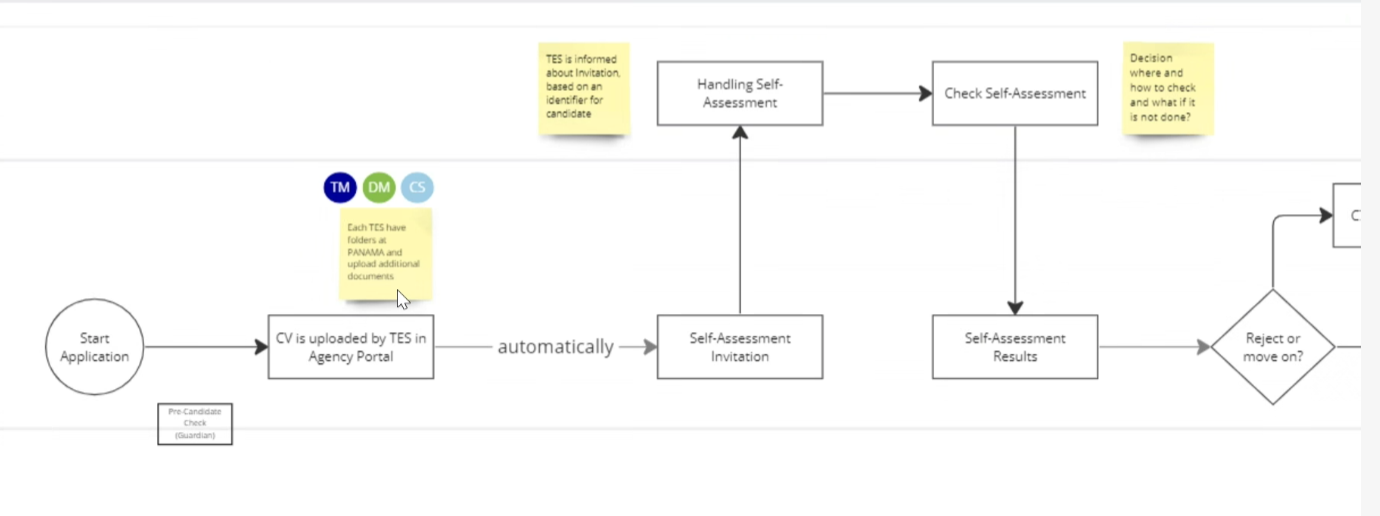 TES is informed
about Invitation,
based on an
identifier for
candidate
Handling Self-
Assessment
Check Self-Assessment
Decision
where and
how to check
and what if it
is not done?
TM DM CS
Each TES have
folders at
PANAMA and
upload additional
documents
Start
Application
CV is uploaded by TES in
Agency Portal
automatically
Self-Assessment
Invitation
Self-Assessment
Results
Reject or
move on?
Pre-Candidate
Check
(Guardian)